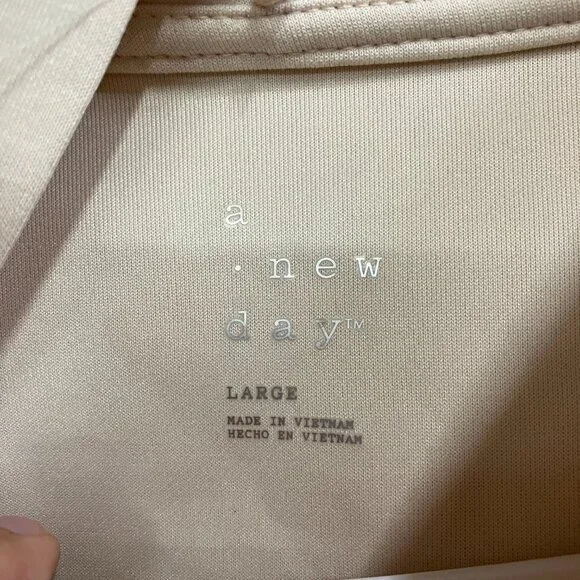 a
· new
day™
LARGE
MADE IN VIETNAM
HECHO EN VIETNAM